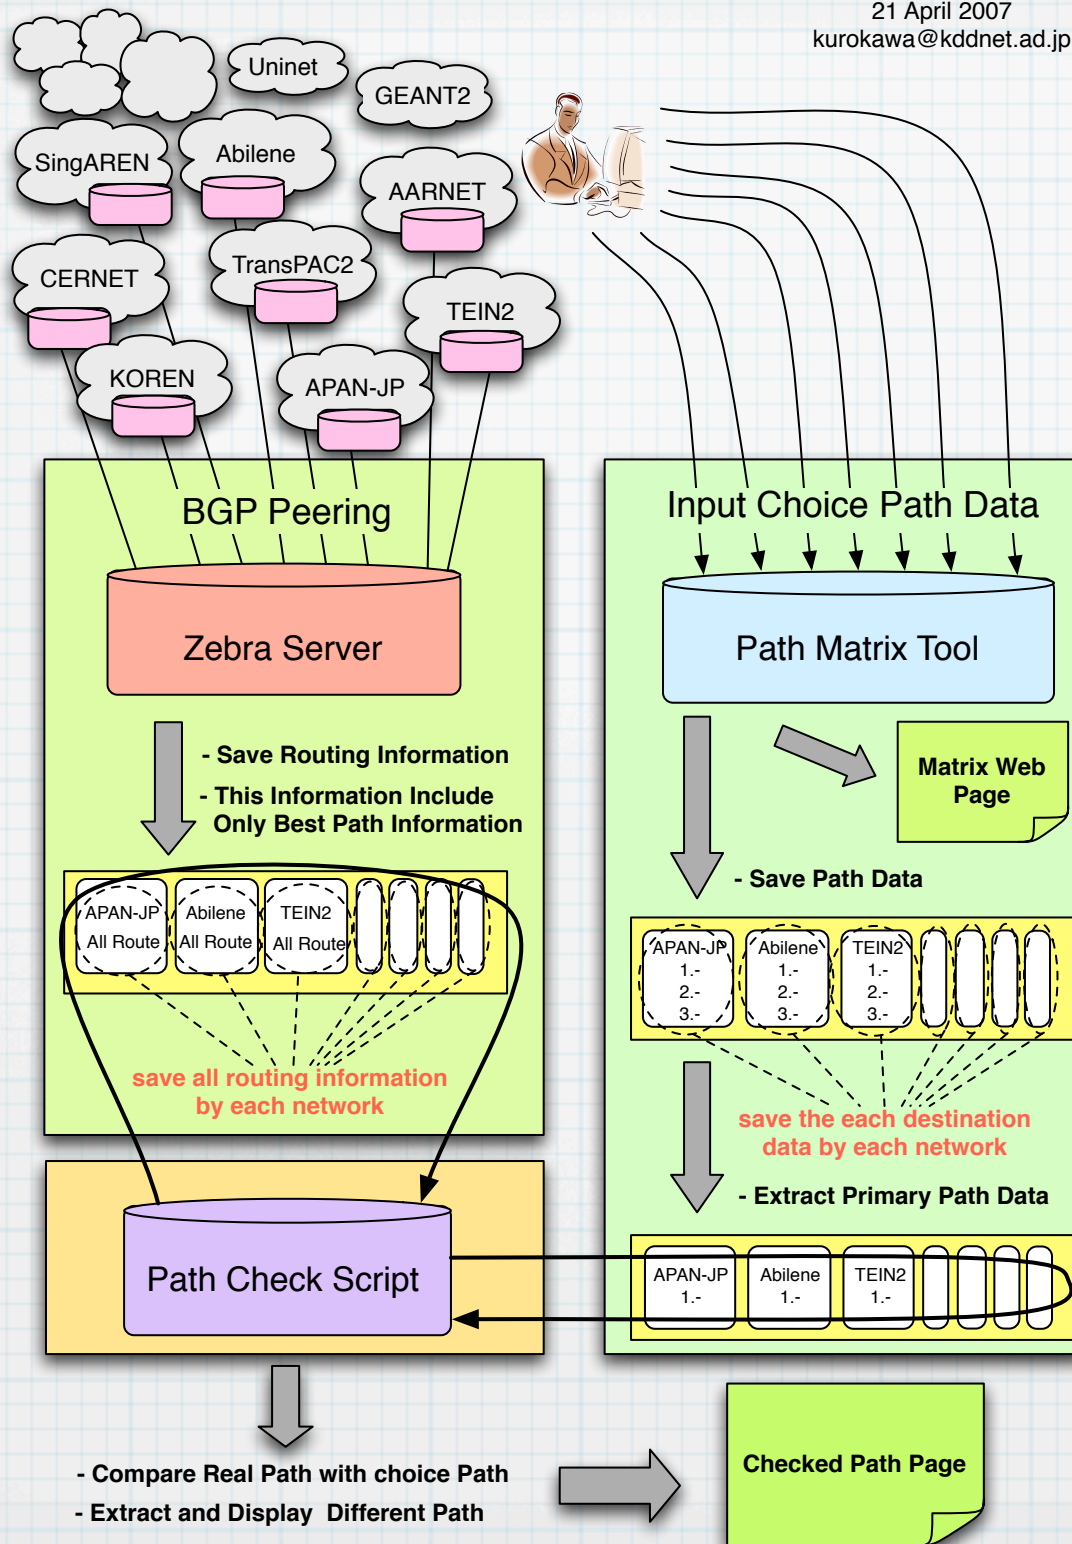 21 April 2007
kurokawa@kddnet.ad.jp
Uninet
GEANT2
SingAREN
Abilene
AARNET
CERNET
TransPAC2
TEIN2
KOREN
APAN-JP
BGP Peering
Zebra Server
- Save Routing Information
- This Information Include
Only Best Path Information
APAN-JP
All Route
Abilene
All Route
TEIN2
All Route
save all routing information
by each network
Path Check Script
- Compare Real Path with choice Path
- Extract and Display Different Path
Input Choice Path Data
Path Matrix Tool
Matrix Web
Page
- Save Path Data
APAN-JP
1.-
2.-
3.-
Abilene
1.-
2.-
3.-
TEIN2
1.-
2.-
3.-
save the each destination
data by each network
- Extract Primary Path Data
APAN-JP
1.-
Abilene
1.-
TEIN2
1.-
Checked Path Page